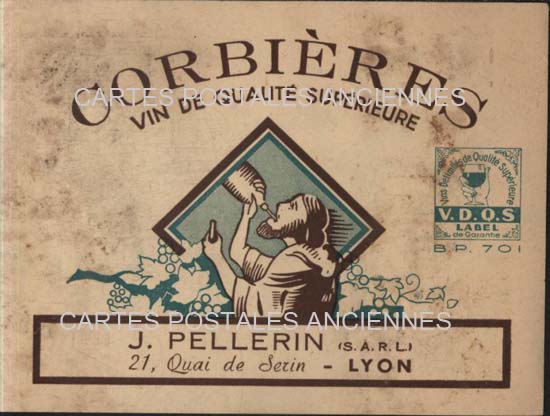 CORBIÈRES
CARTES POSTALES ANCIENNES
VIN DE QUALITÉ SUPÉRIEURE
Vins Délimités de Qualité Supérieure
V.D.Q.S
LABEL
de Garantie
B.P. 701
CARTES POSTALES ANCIENNES
J. PELLERIN (S.A.R.L.)
21, Quai de Serin - LYON